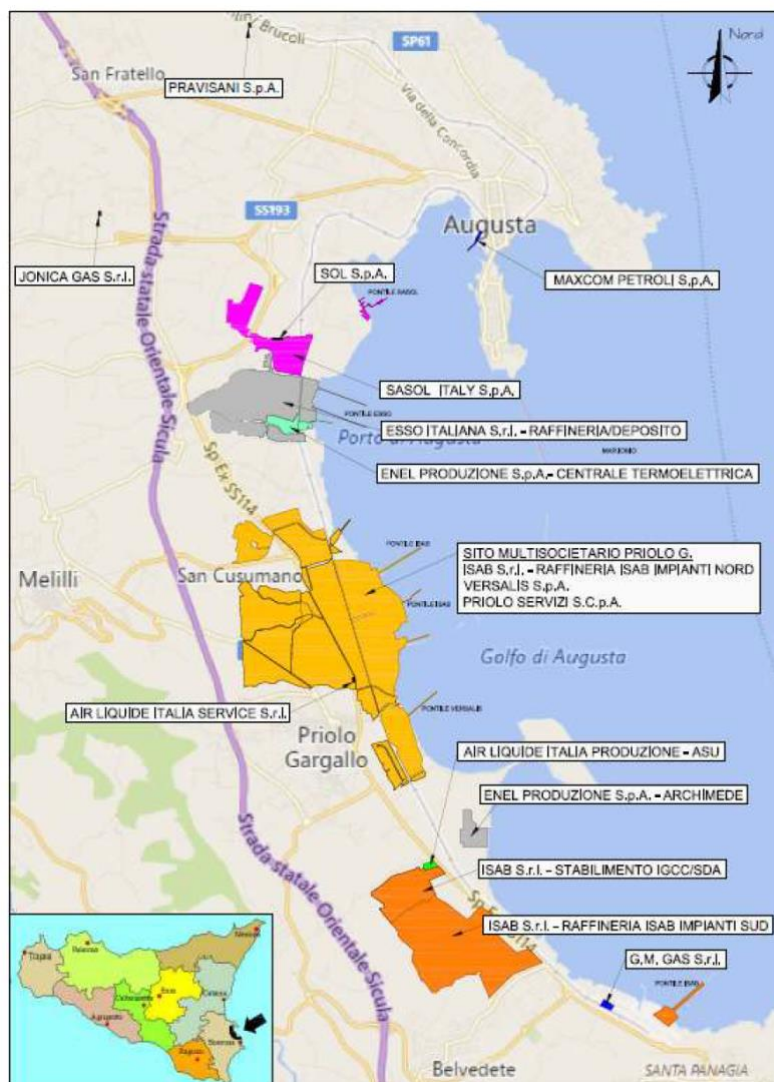 Brucoli
SP61
Nord
San Fratello
PRAVISANI S.p.A.
Via della Concordia
SS193
Augusta
Strada statale Orientale Sicula
JONICA GAS S.r.l.
SOL S.p.A.
MAXCOM PETROLI S.p.A.
PONTILE SASOL
SASOL ITALY S.p.A.
PONTILE ESSO
ESSO ITALIANA S.r.l. - RAFFINERIA/DEPOSITO
Porto di Augusta
ENEL PRODUZIONE S.p.A.- CENTRALE TERMOELETTRICA
Sp Ex SS114
PONTILE ISAB
SITO MULTISOCIETARIO PRIOLO G.
ISAB S.r.l. - RAFFINERIA ISAB IMPIANTI NORD
VERSALIS S.p.A.
PRIOLO SERVIZI S.C.p.A.
San Cusumano
Melilli
PONTILE ISAB
Golfo di Augusta
AIR LIQUIDE ITALIA SERVICE S.r.l.
PONTILE VERSALIS
Priolo
Gargallo
AIR LIQUIDE ITALIA PRODUZIONE - ASU
ENEL PRODUZIONE S.p.A. - ARCHIMEDE
Strada statale Orientale Sicula
ISAB S.r.l. - STABILIMENTO IGCC/SDA
ISAB S.r.l. - RAFFINERIA ISAB IMPIANTI SUD
G.M. GAS S.r.l.
PONTILE ISAB
Messina
Palermo
Trapani
Enna
Catania
Caltanissetta
Agrigento
Siracusa
Ragusa
Belvedete
SANTA PANAGIA